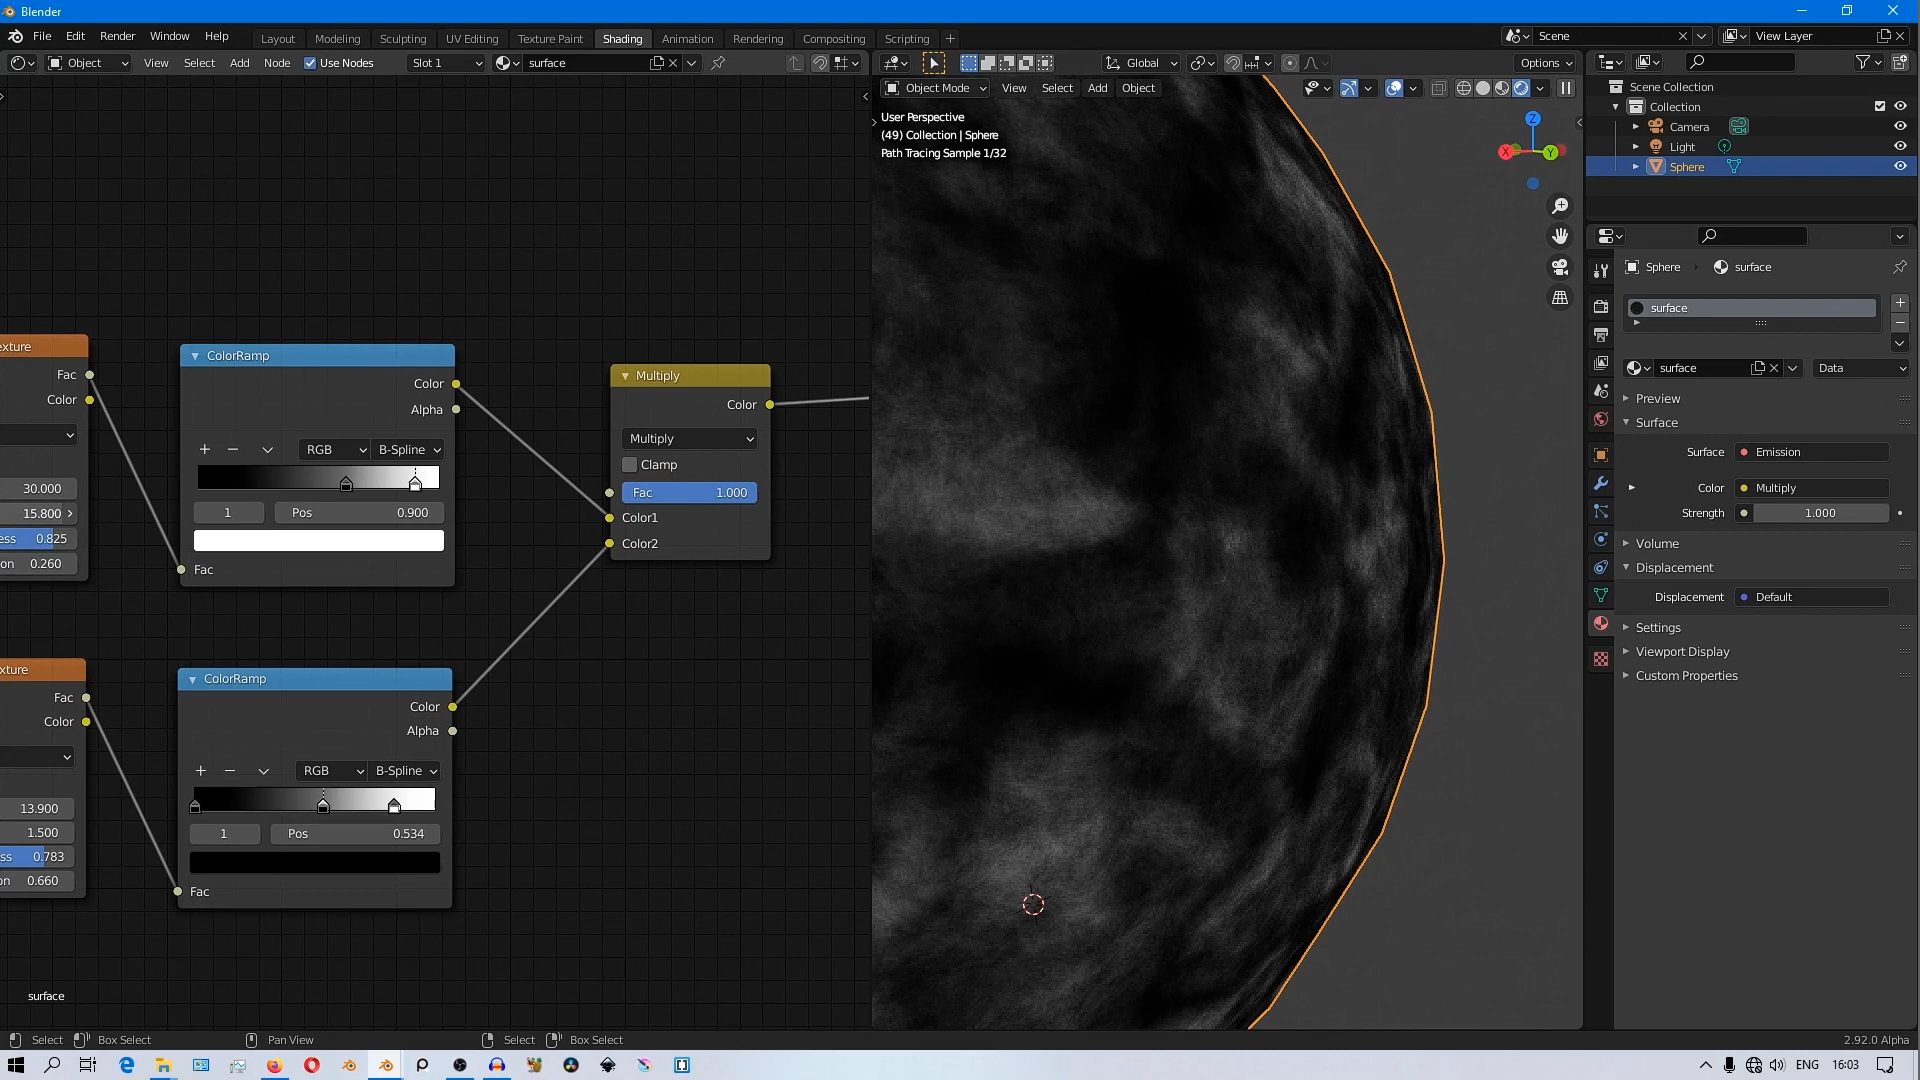 Blender
File Edit Render Window Help
Layout Modeling Sculpting UV Editing Texture Paint Shading Animation Rendering Compositing Scripting +
Scene
View Layer
Object View Select Add Node Use Nodes Slot 1 surface
Global
Options
Object Mode View Select Add Object
User Perspective
(49) Collection | Sphere
Path Tracing Sample 1/32
Z
X
Y
Scene Collection
Collection
Camera
Light
Sphere
Sphere surface
surface
surface Data
Preview
Surface
Surface Emission
Color Multiply
Strength 1.000
Volume
Displacement
Displacement Default
Settings
Viewport Display
Custom Properties
exture
Fac
Color
30.000
15.800
ess 0.825
on 0.260
ColorRamp
Color
Alpha
RGB B-Spline
1 Pos 0.900
Fac
Multiply
Color
Multiply
Clamp
Fac 1.000
Color1
Color2
xture
Fac
Color
13.900
1.500
ss 0.783
on 0.660
ColorRamp
Color
Alpha
RGB B-Spline
1 Pos 0.534
Fac
surface
Select Box Select Pan View Select Box Select
2.92.0 Alpha
ENG 16:03